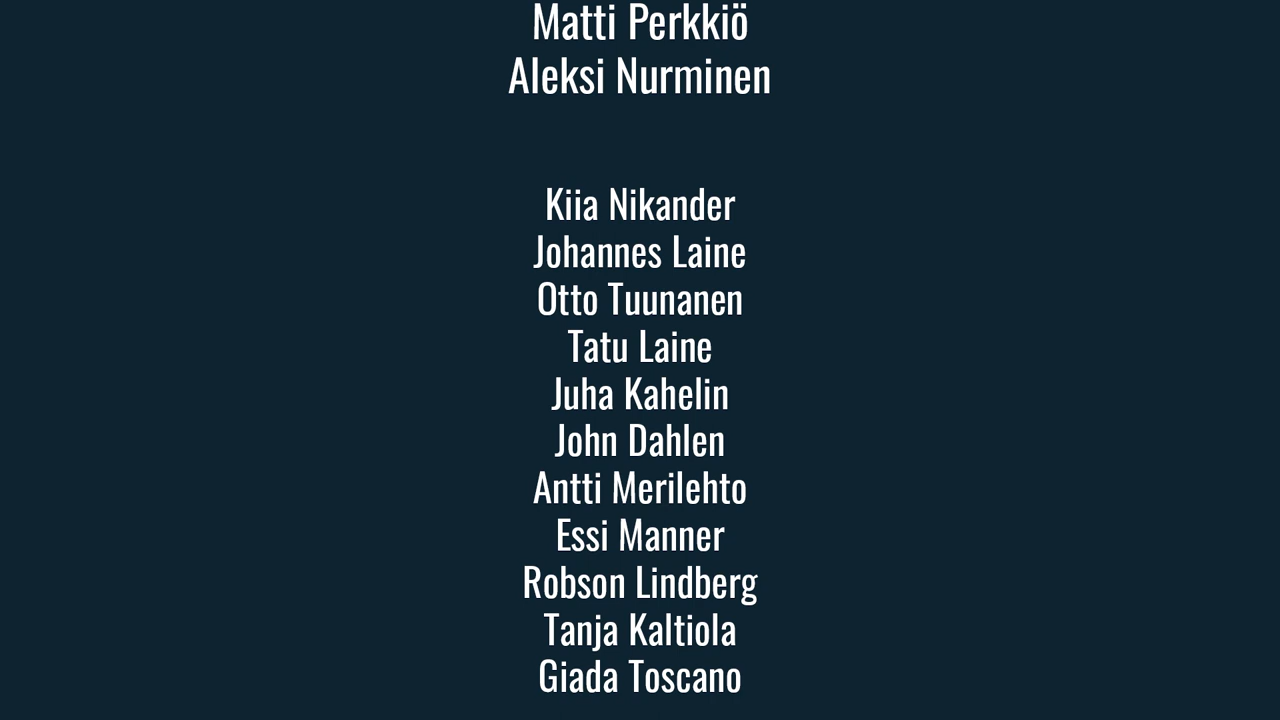 Matti Perkkiö
Aleksi Nurminen
Kiia Nikander
Johannes Laine
Otto Tuunanen
Tatu Laine
Juha Kahelin
John Dahlen
Antti Merilehto
Essi Manner
Robson Lindberg
Tanja Kaltiola
Giada Toscano